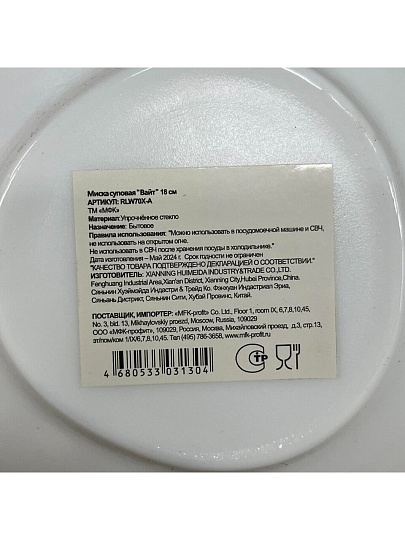 Миска суповая "Вайт" 18 см
АРТИКУЛ: RLW70X-A
ТМ «МФК»
Материал: Упрочнённое стекло
Назначение: Бытовое
Правила использования: "Можно использовать в посудомоечной машине и СВЧ,
не использовать на открытом огне.
Не использовать в СВЧ после хранения посуды в холодильнике."
Дата изготовления – Май 2024 г. Срок годности не ограничен
"КАЧЕСТВО ТОВАРА ПОДТВЕРЖДЕНО ДЕКЛАРАЦИЕЙ О СООТВЕТСТВИИ."
XIANNING HUIMEIDA INDUSTRY&TRADE CO.,LTD.
Fenghuang Industrial Area,Xian'an District, Xianning City,Hubei Province,China.
Сяньнин Хуэймэйда Индастри & Трейд Ко. Фэнхуан Индастриал Эриа,
Сяньань Дистрикт, Сяньнин Сити, Хубэй Провинс, Китай.
ПОСТАВЩИК, ИМПОРТЕР: «MFK-profit» Co. Ltd., Floor 1, room IX, 6,7,8,10,45,
No. 3, bld. 13, Mikhaylovskiy proezd, Moscow, Russia, 109029
ООО «МФК-профит», 109029, Россия, Москва, Михайловский проезд, д.3, стр.13,
эт/пом/ком 1/IX/6,7,8,10,45. Тел (495) 786-3658, www.mfk-profit.ru
4 680533 031304
СТР